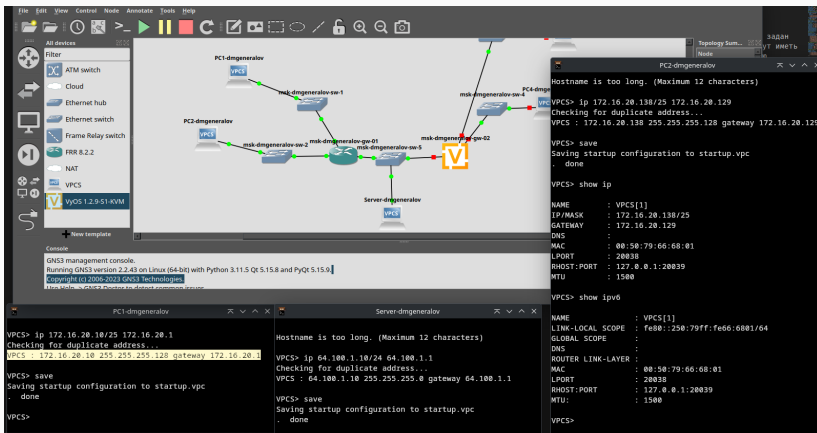 File Edit View Control Node Annotate Tools Help
All devices
Filter
ATM switch
Cloud
Ethernet hub
Ethernet switch
Frame Relay switch
FRR 8.2.2
NAT
VPCS
VyOS 1.2.9-S1-KVM
New template
PC1-dmgeneralov
VPCS
msk-dmgeneralov-sw-1
PC2-dmgeneralov
VPCS
msk-dmgeneralov-sw-2
msk-dmgeneralov-gw-01
msk-dmgeneralov-sw-5
msk-dmgeneralov-gw-02
msk-dmgeneralov-sw-4
Server-dmgeneralov
VPCS
Topology Sum...
Node
задан
ут иметь
Console
GNS3 management console.
Running GNS3 version 2.2.43 on Linux (64-bit) with Python 3.11.5 Qt 5.15.8 and PyQt 5.15.9.
Copyright (c) 2006-2023 GNS3 Technologies.
Use Help -> GNS3 Doctor to detect common issues.
PC1-dmgeneralov
VPCS> ip 172.16.20.10/25 172.16.20.1
Checking for duplicate address...
VPCS : 172.16.20.10 255.255.255.128 gateway 172.16.20.1
VPCS> save
Saving startup configuration to startup.vpc
. done
VPCS>
Server-dmgeneralov
Hostname is too long. (Maximum 12 characters)
VPCS> ip 64.100.1.10/24 64.100.1.1
Checking for duplicate address...
VPCS : 64.100.1.10 255.255.255.0 gateway 64.100.1.1
VPCS> save
Saving startup configuration to startup.vpc
. done
PC2-dmgeneralov
Hostname is too long. (Maximum 12 characters)
VPCS> ip 172.16.20.138/25 172.16.20.129
Checking for duplicate address...
VPCS : 172.16.20.138 255.255.255.128 gateway 172.16.20.129
VPCS> save
Saving startup configuration to startup.vpc
. done
VPCS> show ip
NAME : VPCS[1]
IP/MASK : 172.16.20.138/25
GATEWAY : 172.16.20.129
DNS :
MAC : 00:50:79:66:68:01
LPORT : 20038
RHOST:PORT : 127.0.0.1:20039
MTU : 1500
VPCS> show ipv6
NAME : VPCS[1]
LINK-LOCAL SCOPE : fe80::250:79ff:fe66:6801/64
GLOBAL SCOPE :
DNS :
ROUTER LINK-LAYER :
MAC : 00:50:79:66:68:01
LPORT : 20038
RHOST:PORT : 127.0.0.1:20039
MTU: : 1500
VPCS>